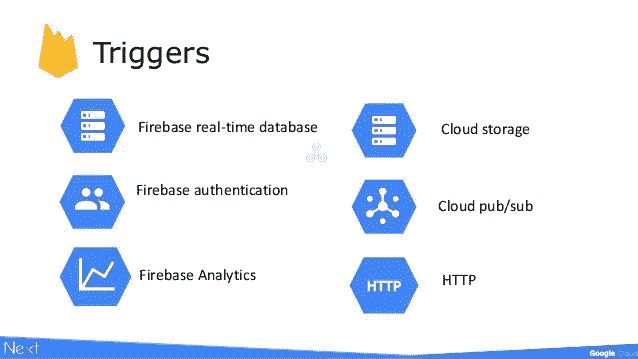 Triggers
Firebase real-time database
Cloud storage
Firebase authentication
Cloud pub/sub
Firebase Analytics
HTTP
HTTP
Next
Google Cloud